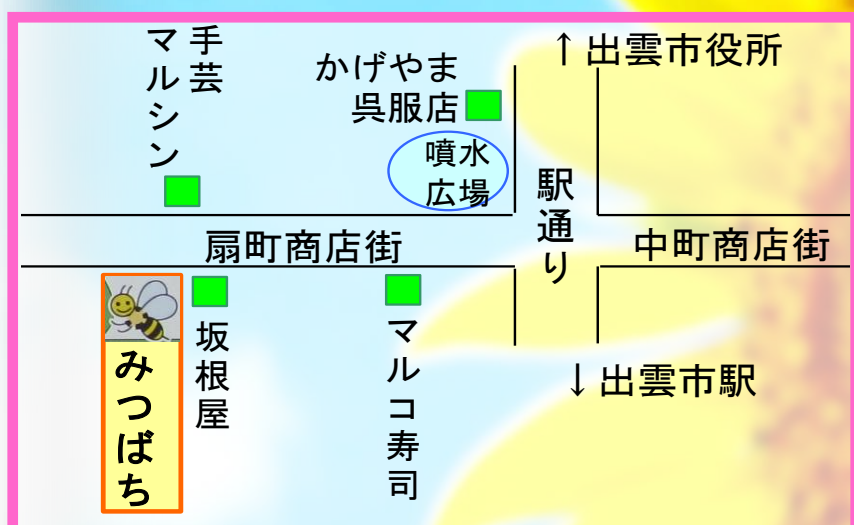 手芸
マルシン
かげやま
呉服店
噴水
広場
↑出雲市役所
駅通り
扇町商店街
中町商店街
みつばち
坂根屋
マルコ寿司
↓出雲市駅